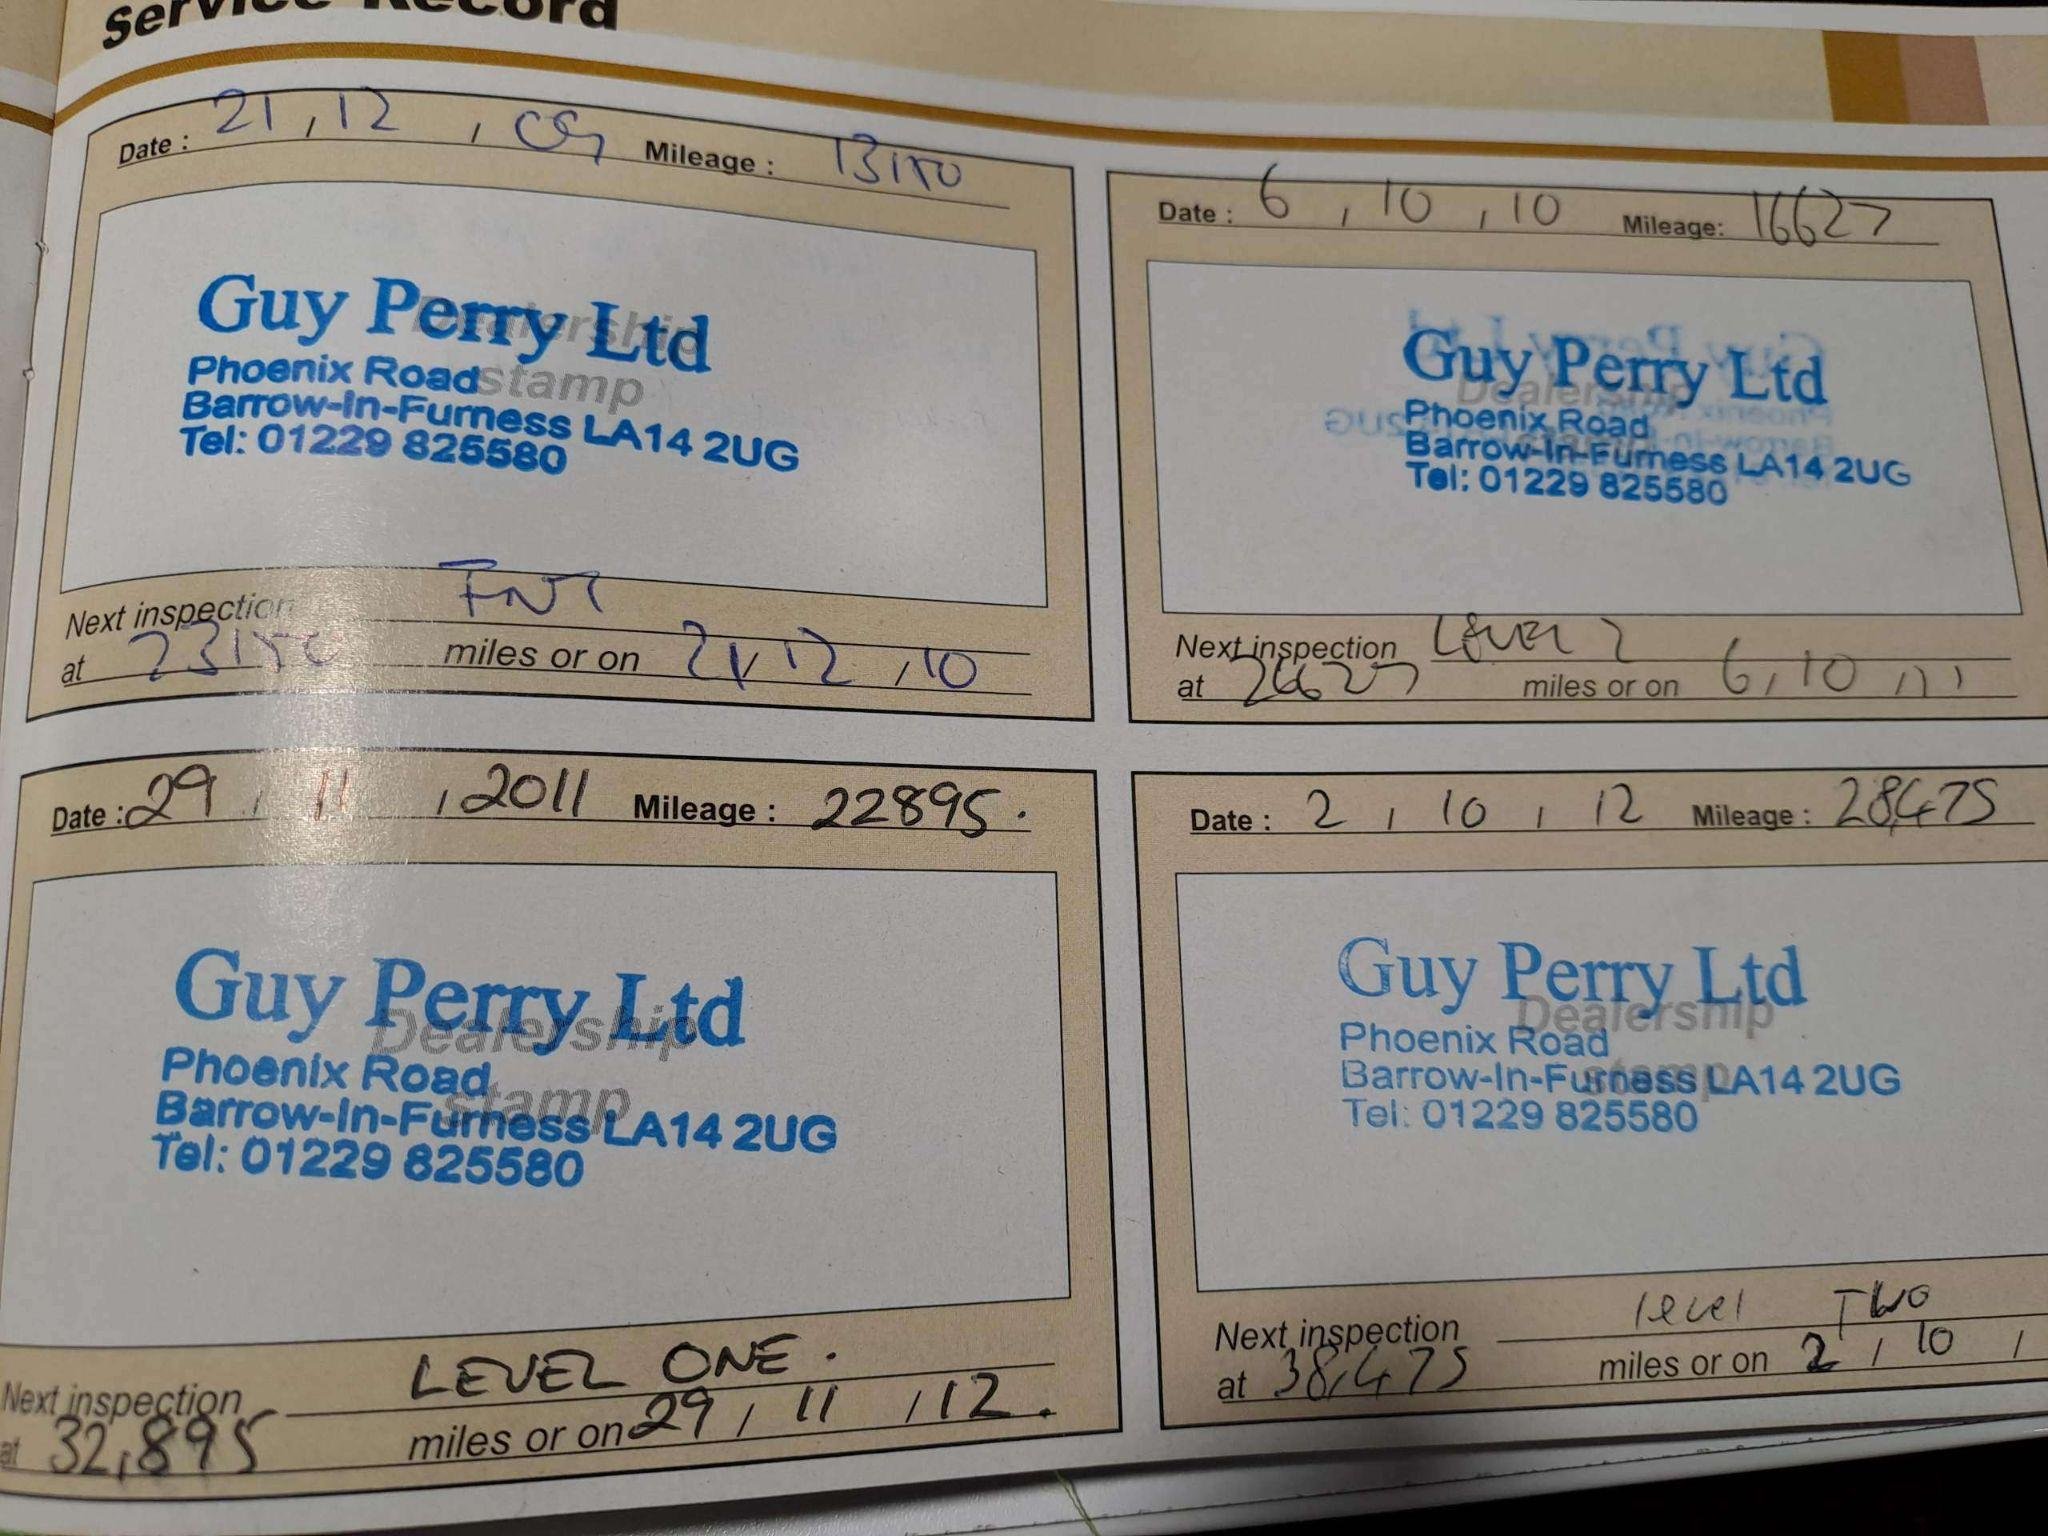 Service Record
Date : 21, 12, 09 Mileage : 13150
Guy Perry Ltd
Dealership
Phoenix Road
stamp
Barrow-In-Furness LA14 2UG
Tel: 01229 825580
Next inspection INT
at 23150 miles or on 21, 12, 10
Date : 6, 10, 10 Mileage: 16627
Guy Perry Ltd
Dealership
Phoenix Road
Barrow-In-Furness LA14 2UG
Tel: 01229 825580
Next inspection LEVEL 2
at 26627 miles or on 6, 10, 11
Date : 29, 11, 2011 Mileage : 22895.
Guy Perry Ltd
Dealership
Phoenix Road
stamp
Barrow-In-Furness LA14 2UG
Tel: 01229 825580
Next inspection LEVEL ONE.
at 32,895 miles or on 29, 11, 12.
Date : 2, 10, 12 Mileage : 28,475
Guy Perry Ltd
Dealership
Phoenix Road
stamp
Barrow-In-Furness LA14 2UG
Tel: 01229 825580
Next inspection level Two
at 38,475 miles or on 2, 10,